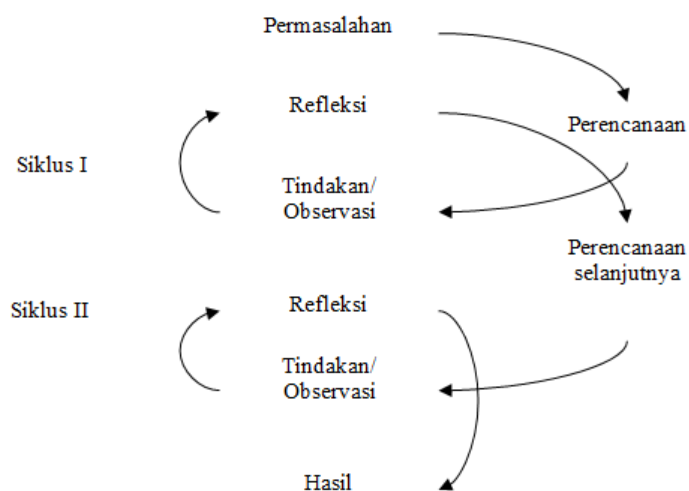 Permasalahan
Refleksi
Perencanaan
Siklus I
Tindakan/
Observasi
Perencanaan
selanjutnya
Siklus II
Refleksi
Tindakan/
Observasi
Hasil